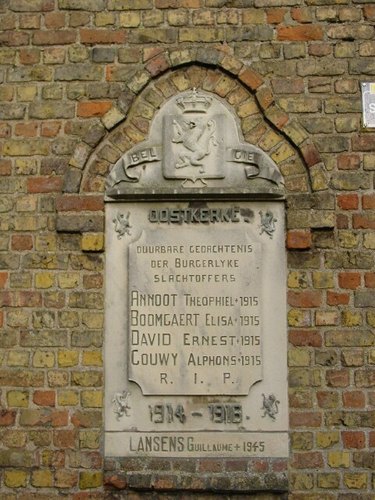 BEL GIE
OOSTKERKE
DUURBARE GEDACHTENIS
DER BURGERLYKE
SLACHTOFFERS
ANNOOT THEOPHIEL + 1915
BOOMGAERT ELISA + 1915
DAVID ERNEST + 1915
GOUWY ALPHONS + 1915
R. I. P.
1914 - 1918
LANSENS GUILLAUME + 1945